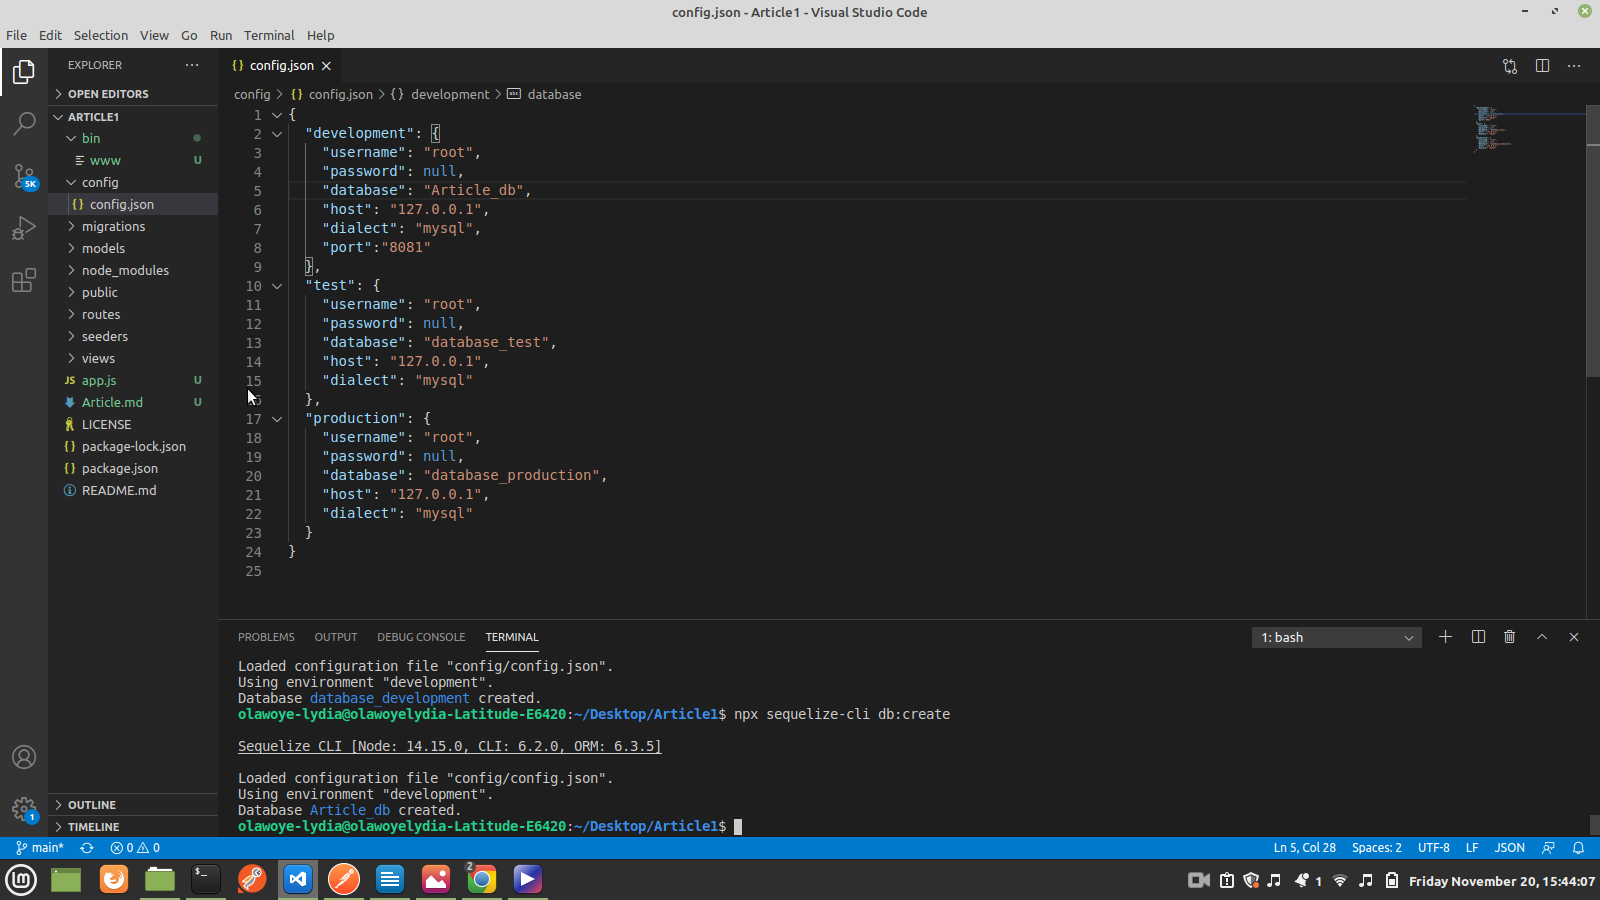 config.json - Article1 - Visual Studio Code
File Edit Selection View Go Run Terminal Help
EXPLORER
OPEN EDITORS
ARTICLE1
bin
www U
config
config.json
migrations
models
node_modules
public
routes
seeders
views
JS app.js U
Article.md U
LICENSE
package-lock.json
package.json
README.md
OUTLINE
TIMELINE
SK
1
{} config.json
config > {} config.json > {} development > database
1 {
2 "development": {
3 "username": "root",
4 "password": null,
5 "database": "Article_db",
6 "host": "127.0.0.1",
7 "dialect": "mysql",
8 "port":"8081"
9 },
10 "test": {
11 "username": "root",
12 "password": null,
13 "database": "database_test",
14 "host": "127.0.0.1",
15 "dialect": "mysql"
},
17 "production": {
18 "username": "root",
19 "password": null,
20 "database": "database_production",
21 "host": "127.0.0.1",
22 "dialect": "mysql"
23 }
24 }
25
PROBLEMS OUTPUT DEBUG CONSOLE TERMINAL 1: bash
Loaded configuration file "config/config.json".
Using environment "development".
Database database_development created.
olawoye-lydia@olawoyelydia-Latitude-E6420:~/Desktop/Article1$ npx sequelize-cli db:create
Sequelize CLI [Node: 14.15.0, CLI: 6.2.0, ORM: 6.3.5]
Loaded configuration file "config/config.json".
Using environment "development".
Database Article_db created.
olawoye-lydia@olawoyelydia-Latitude-E6420:~/Desktop/Article1$
main* 0 0 Ln 5, Col 28 Spaces: 2 UTF-8 LF JSON
2 1 Friday November 20, 15:44:07